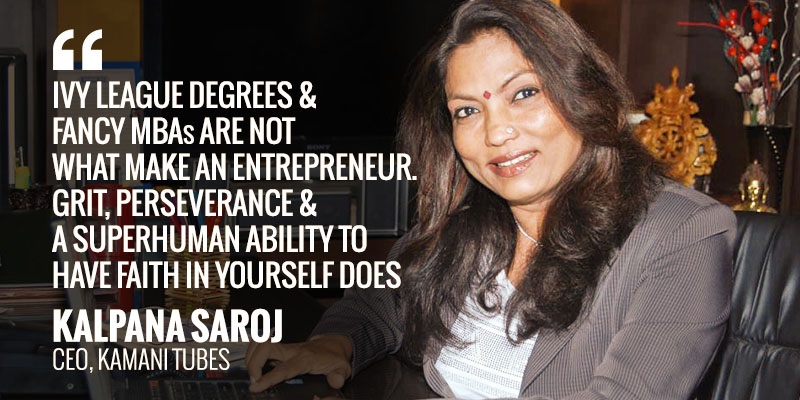 “
IVY LEAGUE DEGREES &
FANCY MBAs ARE NOT
WHAT MAKE AN ENTREPRENEUR.
GRIT, PERSEVERANCE &
A SUPERHUMAN ABILITY TO
HAVE FAITH IN YOURSELF DOES
KALPANA SAROJ
CEO, KAMANI TUBES
SONY